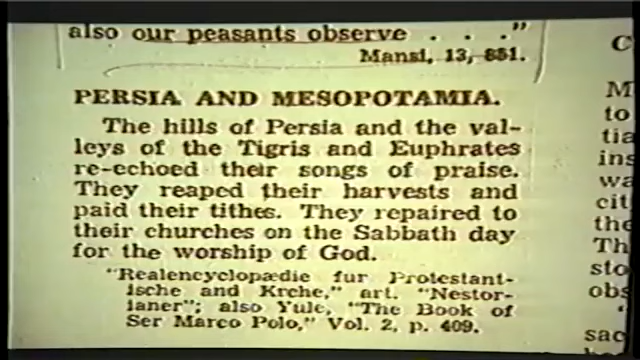 also our peasants observe . . ."
Mansi, 13, 851.
PERSIA AND MESOPOTAMIA.
The hills of Persia and the val-
leys of the Tigris and Euphrates
re-echoed their songs of praise.
They reaped their harvests and
paid their tithes. They repaired to
their churches on the Sabbath day
for the worship of God.
"Realencyclopædie fur Protestant-
ische and Krche," art. "Nestor-
ianer"; also Yule, "The Book of
Ser Marco Polo," Vol. 2, p. 409.